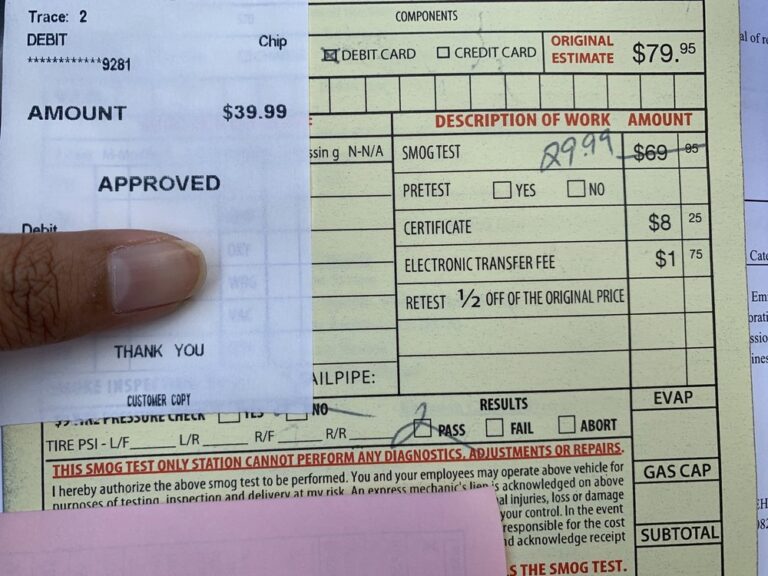 Trace: 2
DEBIT Chip
************9281
AMOUNT $39.99
APPROVED
Debit
THANK YOU
CUSTOMER COPY
COMPONENTS
DEBIT CARD CREDIT CARD ORIGINAL ESTIMATE $79.95
DESCRIPTION OF WORK AMOUNT
N-N/A
SMOG TEST 29.99 $69 95
PRETEST YES NO
CERTIFICATE $8 25
ELECTRONIC TRANSFER FEE $1 75
RETEST 1/2 OFF OF THE ORIGINAL PRICE
AILPIPE:
EVAP
PRESSURE CHECK YES NO
RESULTS
TIRE PSI - L/F L/R R/F R/R
PASS FAIL ABORT
THIS SMOG TEST ONLY STATION CANNOT PERFORM ANY DIAGNOSTICS, ADJUSTMENTS OR REPAIRS.
GAS CAP
I hereby authorize the above smog test to be performed. You and your employees may operate above vehicle for
purposes of testing, inspection and delivery at my risk. An express mechanic's lien is acknowledged on above
al injuries, loss or damage
your control. In the event
responsible for the cost
d acknowledge receipt
SUBTOTAL
S THE SMOG TEST.